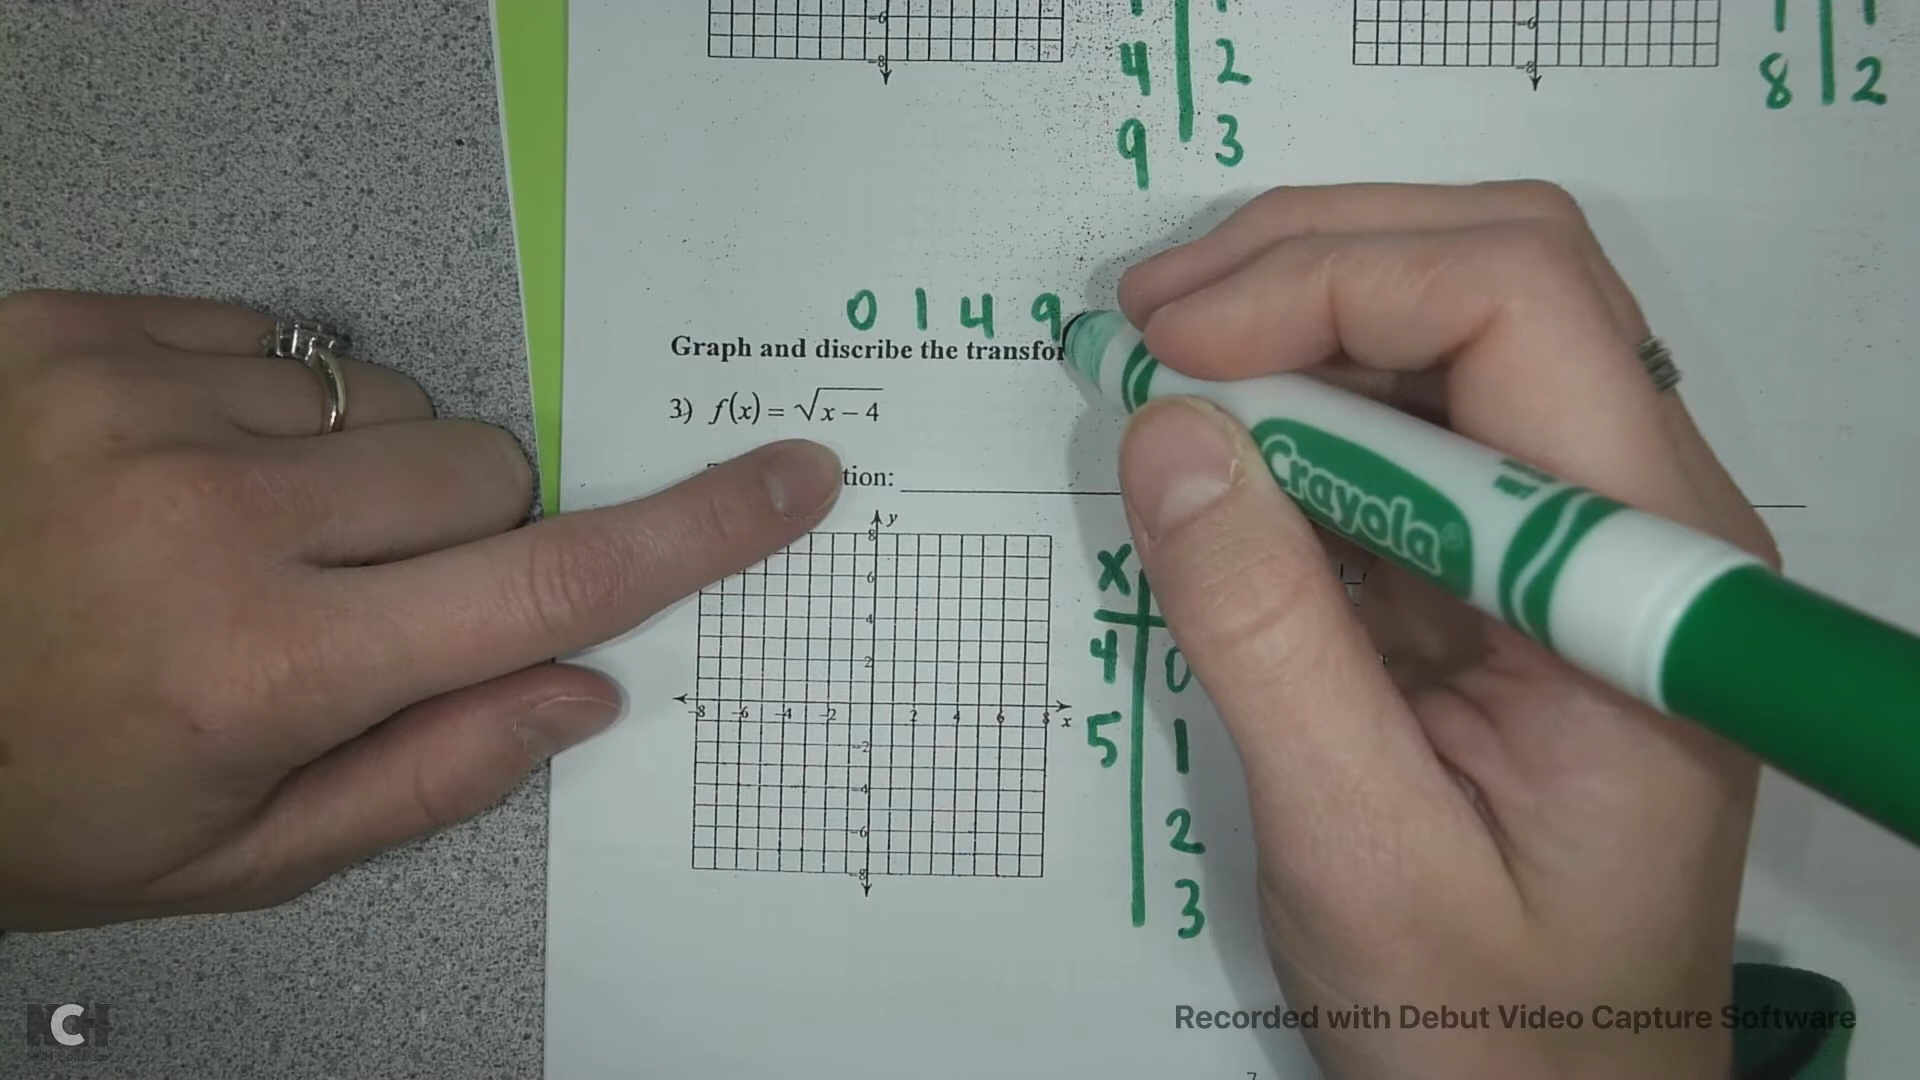 -6 -6
-8 -8
4 2 8 2
9 3
0 1 4 9
Graph and discribe the transfor
3) f(x) = √x − 4
tion:
y
8
6
4
2
-8 -6 -4 -2 2 4 6 8 x
-2
-4
-6
-8
x
4 0
5 1
2
3
Crayola®
NCH
Recorded with Debut Video Capture Software